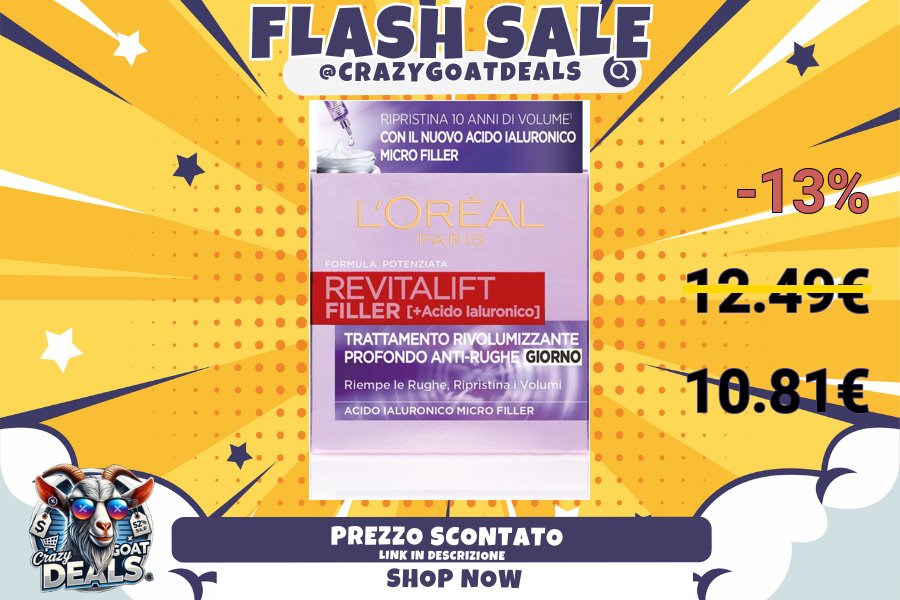 FLASH SALE
@CRAZYGOATDEALS
RIPRISTINA 10 ANNI DI VOLUME¹
CON IL NUOVO ACIDO IALURONICO
MICRO FILLER
L'ORÉAL
PARIS
FORMULA POTENZIATA
REVITALIFT
FILLER [+Acido Ialuronico]
TRATTAMENTO RIVOLUMIZZANTE
PROFONDO ANTI-RUGHE GIORNO
Riempe le Rughe, Ripristina i Volumi
ACIDO IALURONICO MICRO FILLER
-13%
12.49€
10.81€
$
52%
Crazy
GOAT
DEALS
PREZZO SCONTATO
LINK IN DESCRIZIONE
SHOP NOW